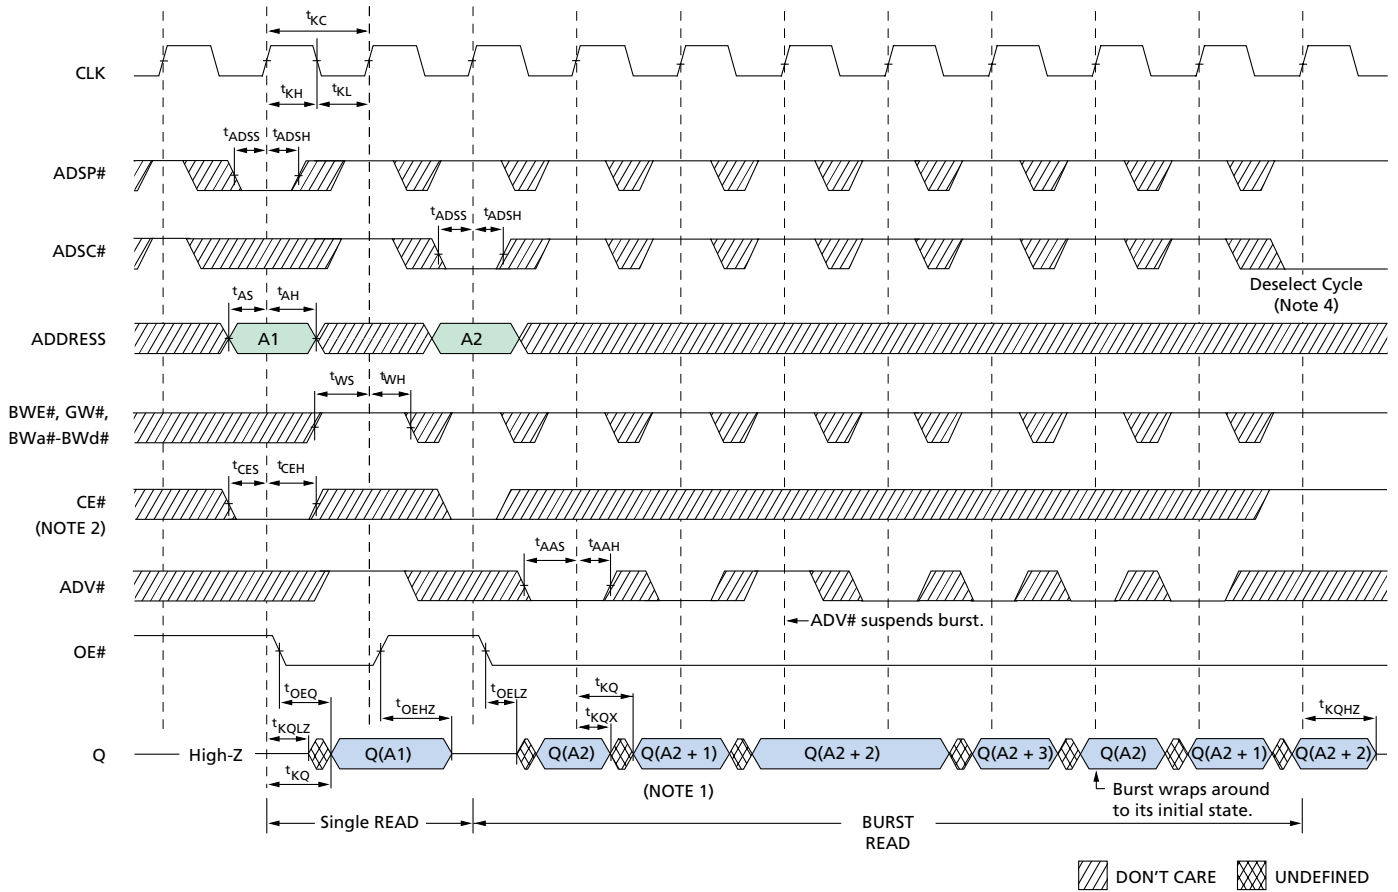 tKC
CLK
tKH
tKL
tADSS
tADSH
ADSP#
tADSS
tADSH
ADSC#
Deselect Cycle
(Note 4)
tAS
tAH
ADDRESS
A1
A2
tWS
tWH
BWE#, GW#,
BWa#-BWd#
tCES
tCEH
CE#
(NOTE 2)
tAAS
tAAH
ADV#
ADV# suspends burst.
OE#
tOEQ
tOEHZ
tOELZ
tKQ
tKQX
tKQHZ
tKQLZ
Q
High-Z
Q(A1)
Q(A2)
Q(A2 + 1)
Q(A2 + 2)
Q(A2 + 3)
Q(A2)
Q(A2 + 1)
Q(A2 + 2)
tKQ
(NOTE 1)
Burst wraps around
to its initial state.
Single READ
BURST
READ
DON'T CARE
UNDEFINED